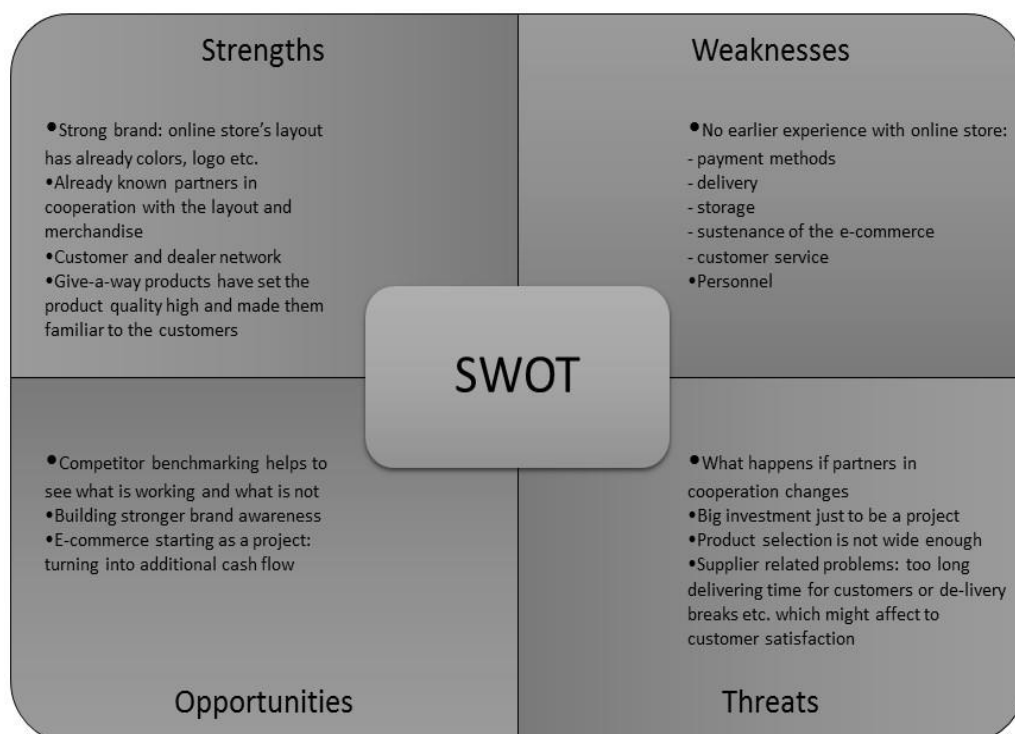 Strengths
•Strong brand: online store's layout
has already colors, logo etc.
•Already known partners in
cooperation with the layout and
merchandise
•Customer and dealer network
•Give-a-way products have set the
product quality high and made them
familiar to the customers
Weaknesses
•No earlier experience with online store:
- payment methods
- delivery
- storage
- sustenance of the e-commerce
- customer service
•Personnel
SWOT
•Competitor benchmarking helps to
see what is working and what is not
•Building stronger brand awareness
•E-commerce starting as a project:
turning into additional cash flow
Opportunities
•What happens if partners in
cooperation changes
•Big investment just to be a project
•Product selection is not wide enough
•Supplier related problems: too long
delivering time for customers or de-livery
breaks etc. which might affect to
customer satisfaction
Threats